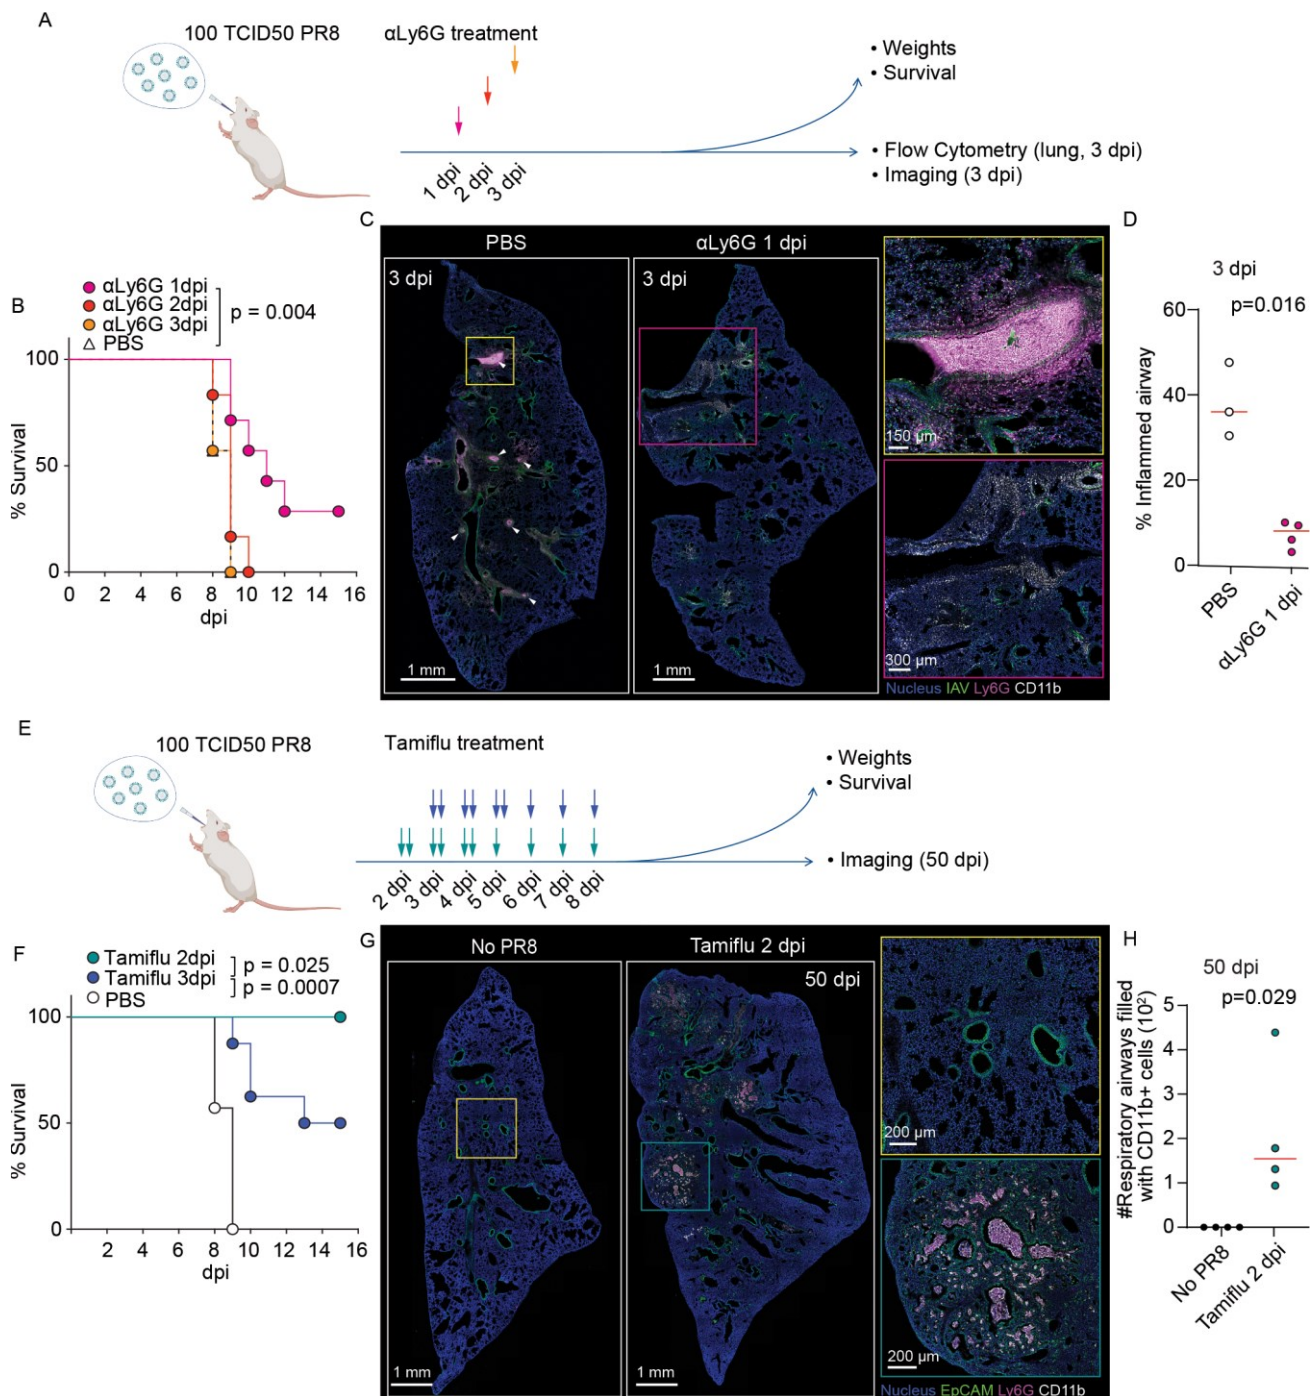 A
100 TCID50 PR8
αLy6G treatment
• Weights
• Survival
1 dpi
2 dpi
3 dpi
• Flow Cytometry (lung, 3 dpi)
• Imaging (3 dpi)
B
αLy6G 1dpi
αLy6G 2dpi
αLy6G 3dpi
PBS
p = 0.004
% Survival
100
50
0
0 2 4 6 8 10 12 14 16
dpi
C
PBS
αLy6G 1 dpi
3 dpi
3 dpi
1 mm
1 mm
150 µm
300 µm
Nucleus IAV Ly6G CD11b
D
3 dpi
p=0.016
% Inflammed airway
60
40
20
0
PBS
αLy6G 1 dpi
E
100 TCID50 PR8
Tamiflu treatment
• Weights
• Survival
2 dpi
3 dpi
4 dpi
5 dpi
6 dpi
7 dpi
8 dpi
• Imaging (50 dpi)
F
Tamiflu 2dpi
Tamiflu 3dpi
PBS
p = 0.025
p = 0.0007
% Survival
100
50
0
0 2 4 6 8 10 12 14 16
dpi
G
No PR8
Tamiflu 2 dpi
50 dpi
1 mm
1 mm
200 µm
200 µm
Nucleus EpCAM Ly6G CD11b
H
50 dpi
p=0.029
#Respiratory airways filled
with CD11b+ cells (10²)
5
4
3
2
1
0
No PR8
Tamiflu 2 dpi